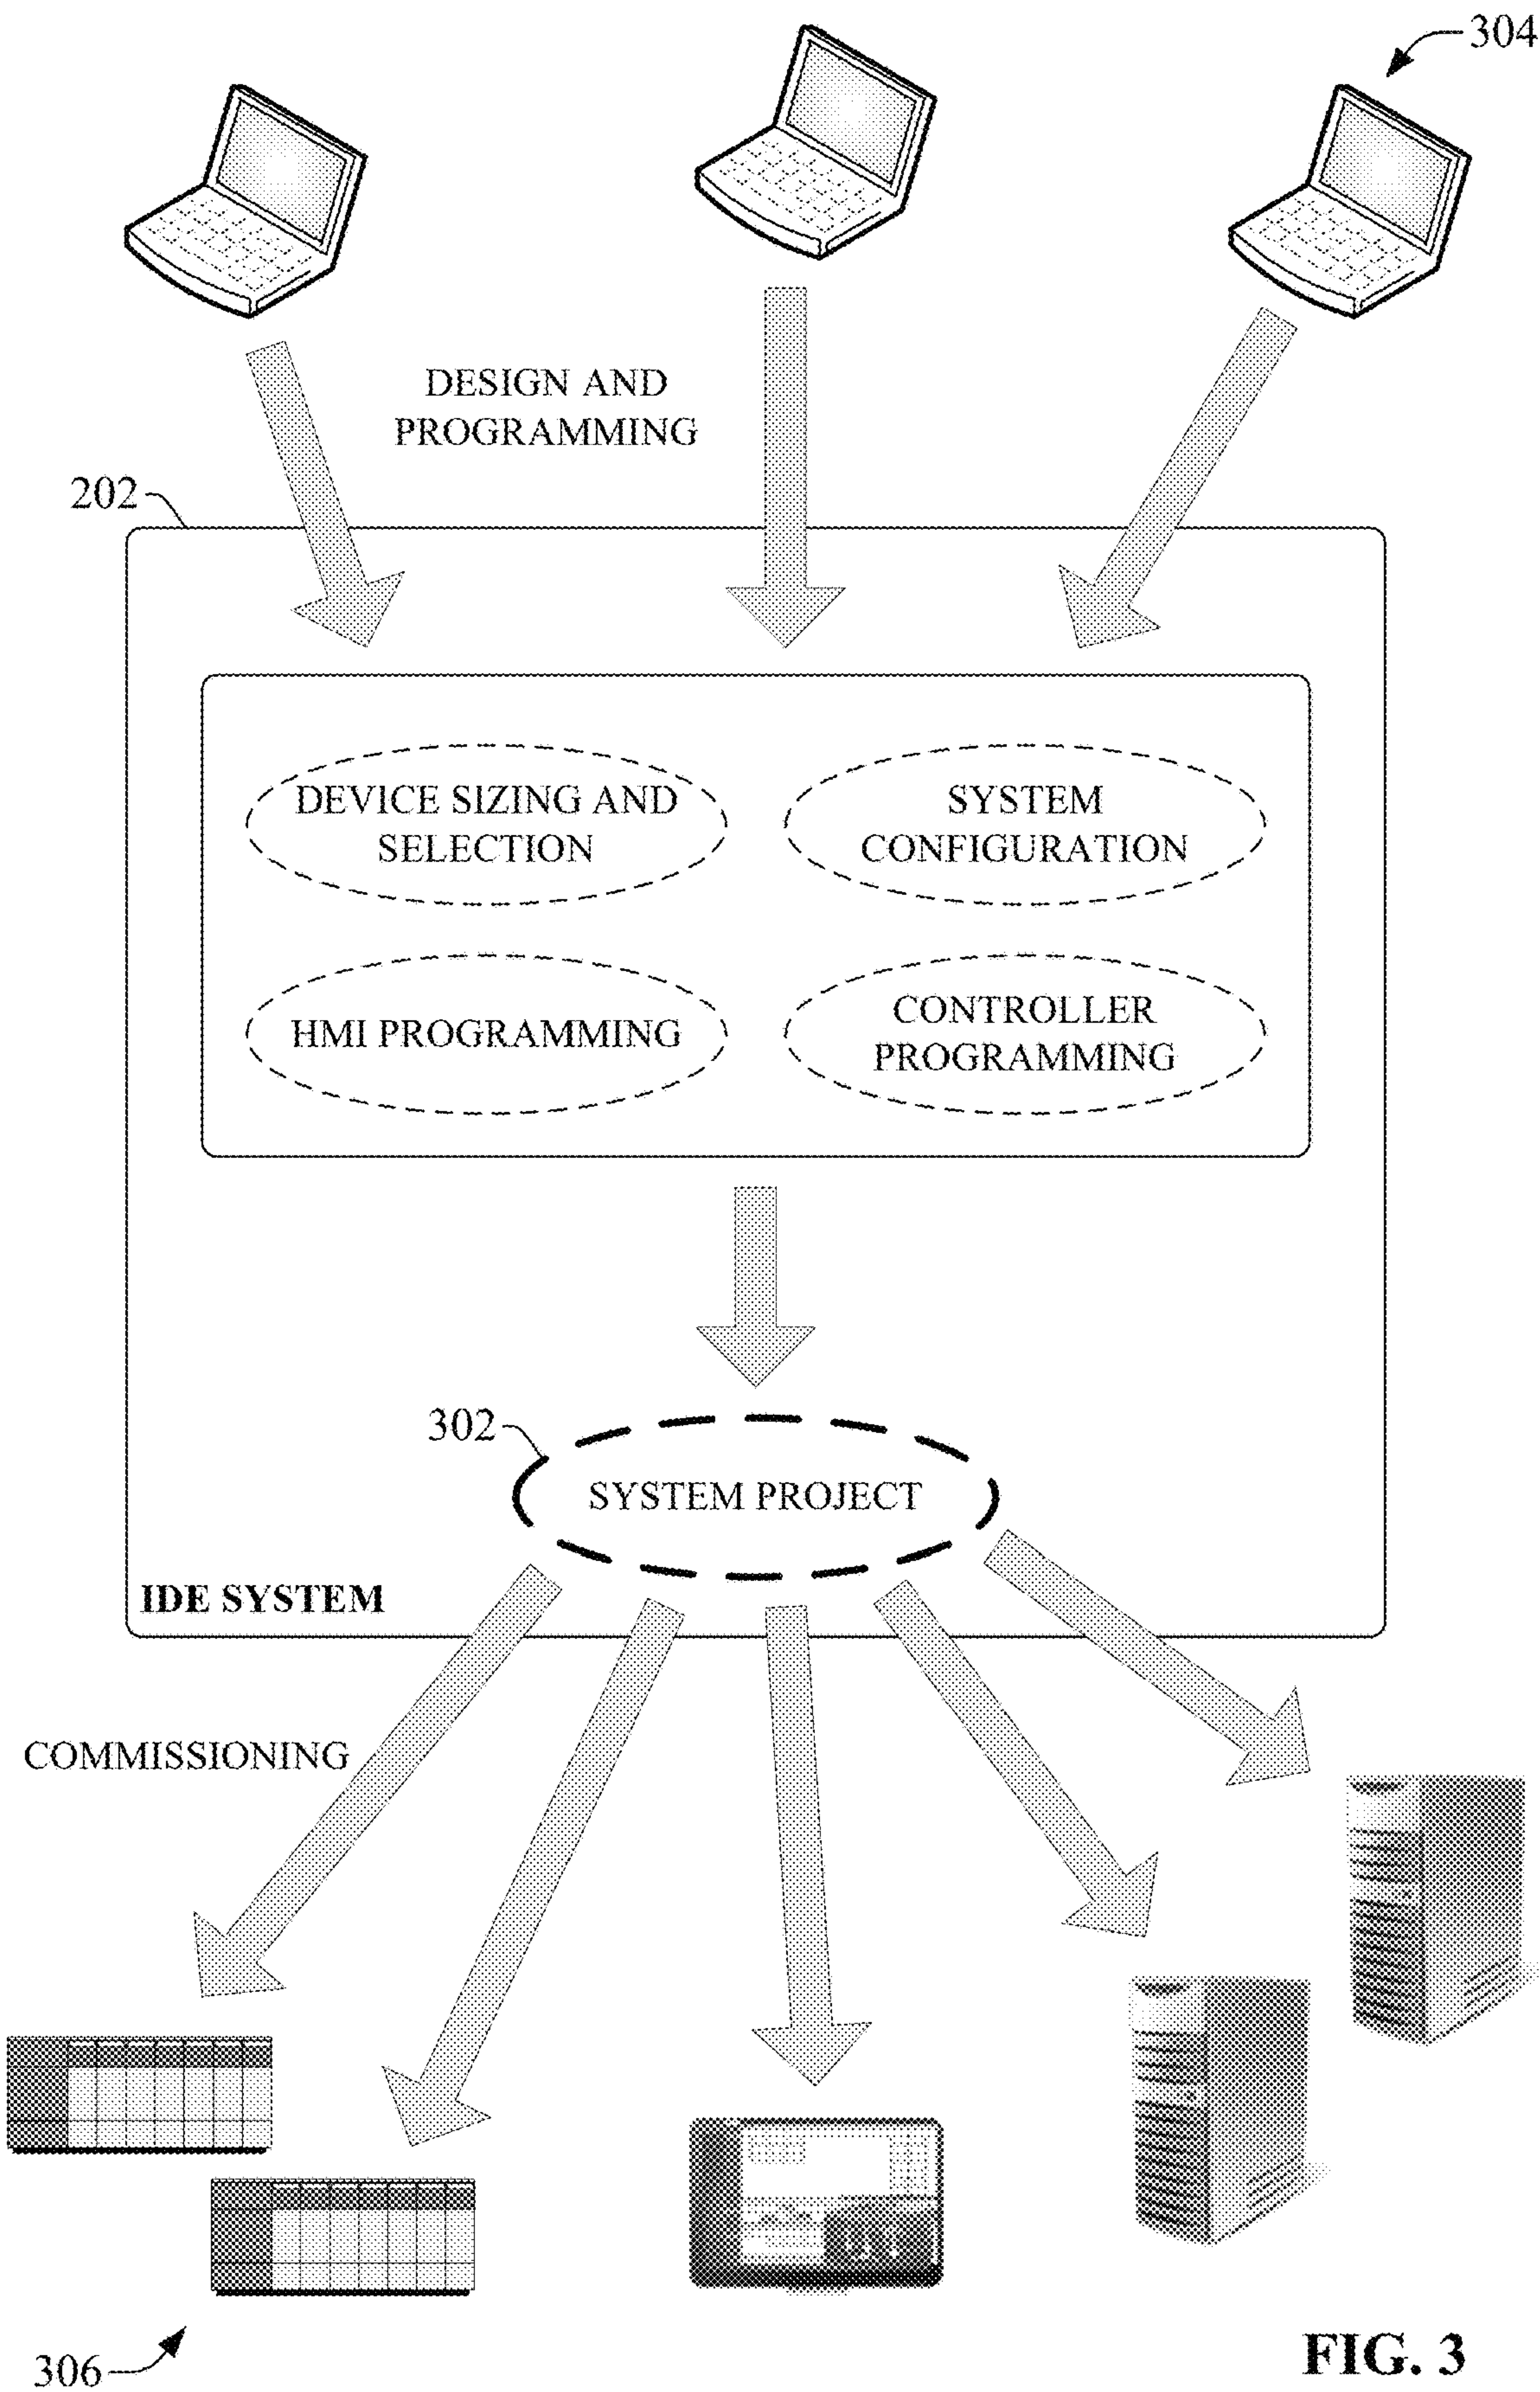 304
DESIGN AND
PROGRAMMING
202
DEVICE SIZING AND
SELECTION
SYSTEM
CONFIGURATION
HMI PROGRAMMING
CONTROLLER
PROGRAMMING
302
SYSTEM PROJECT
IDE SYSTEM
COMMISSIONING
306
FIG. 3